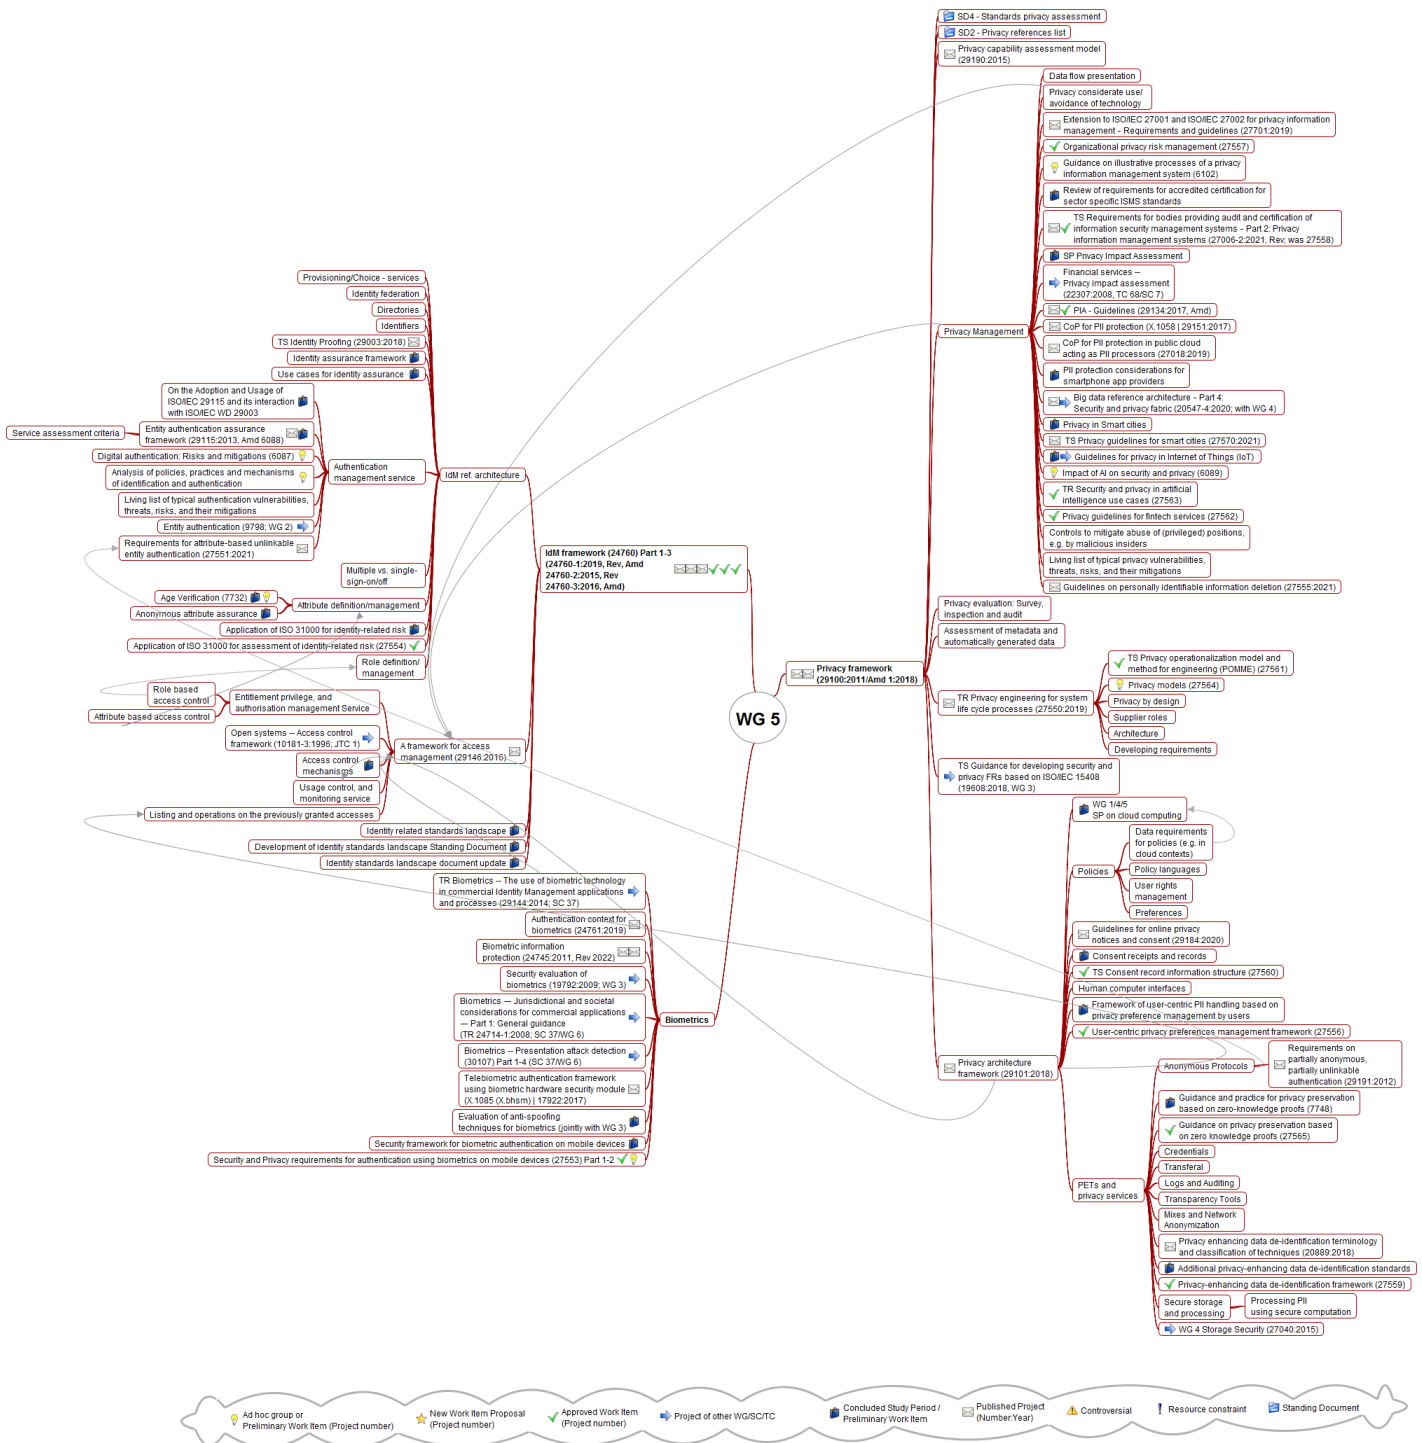 SD4 - Standards privacy assessment
SD2 - Privacy references list
Privacy capability assessment model
(29190:2015)
Data flow presentation
Privacy considerate use/
avoidance of technology
Extension to ISO/IEC 27001 and ISO/IEC 27002 for privacy information
management - Requirements and guidelines (27701:2019)
Organizational privacy risk management (27557)
Guidance on illustrative processes of a privacy
information management system (6102)
Review of requirements for accredited certification for
sector specific ISMS standards
TS Requirements for bodies providing audit and certification of
information security management systems - Part 2: Privacy
information management systems (27006-2:2021, Rev; was 27558)
SP Privacy Impact Assessment
Financial services --
Privacy impact assessment
(22307:2008, TC 68/SC 7)
PIA - Guidelines (29134:2017, Amd)
Privacy Management
CoP for PII protection (X.1058 | 29151:2017)
CoP for PII protection in public cloud
acting as PII processors (27018:2019)
PII protection considerations for
smartphone app providers
Big data reference architecture - Part 4:
Security and privacy fabric (20547-4:2020; with WG 4)
Privacy in Smart cities
TS Privacy guidelines for smart cities (27570:2021)
Guidelines for privacy in Internet of Things (IoT)
Impact of AI on security and privacy (6089)
TR Security and privacy in artificial
intelligence use cases (27563)
Privacy guidelines for fintech services (27562)
Controls to mitigate abuse of (privileged) positions,
e.g. by malicious insiders
Living list of typical privacy vulnerabilities,
threats, risks, and their mitigations
Guidelines on personally identifiable information deletion (27555:2021)
Privacy evaluation: Survey,
inspection and audit
Assessment of metadata and
automatically generated data
Privacy framework
(29100:2011/Amd 1:2018)
TR Privacy engineering for system
life cycle processes (27550:2019)
TS Privacy operationalization model and
method for engineering (POMME) (27561)
Privacy models (27564)
Privacy by design
Supplier roles
Architecture
Developing requirements
TS Guidance for developing security and
privacy FRs based on ISO/IEC 15408
(19608:2018, WG 3)
WG 1/4/5
SP on cloud computing
Data requirements
for policies (e.g. in
cloud contexts)
Policies
Policy languages
User rights
management
Preferences
Guidelines for online privacy
notices and consent (29184:2020)
Consent receipts and records
TS Consent record information structure (27560)
Human computer interfaces
Framework of user-centric PII handling based on
privacy preference management by users
User-centric privacy preferences management framework (27556)
Privacy architecture
framework (29101:2018)
Anonymous Protocols
Requirements on
partially anonymous,
partially unlinkable
authentication (29191:2012)
Guidance and practice for privacy preservation
based on zero-knowledge proofs (7748)
Guidance on privacy preservation based
on zero knowledge proofs (27565)
Credentials
Transferal
PETs and
privacy services
Logs and Auditing
Transparency Tools
Mixes and Network
Anonymization
Privacy enhancing data de-identification terminology
and classification of techniques (20889:2018)
Additional privacy-enhancing data de-identification standards
Privacy-enhancing data de-identification framework (27559)
Secure storage
and processing
Processing PII
using secure computation
WG 4 Storage Security (27040:2015)
WG 5
Provisioning/Choice - services
Identity federation
Directories
Identifiers
TS Identity Proofing (29003:2018)
Identity assurance framework
Use cases for identity assurance
On the Adoption and Usage of
ISO/IEC 29115 and its interaction
with ISO/IEC WD 29003
Service assessment criteria
Entity authentication assurance
framework (29115:2013, Amd 6088)
Digital authentication: Risks and mitigations (6087)
Analysis of policies, practices and mechanisms
of identification and authentication
Authentication
management service
IdM ref. architecture
Living list of typical authentication vulnerabilities,
threats, risks, and their mitigations
Entity authentication (9798; WG 2)
Requirements for attribute-based unlinkable
entity authentication (27551:2021)
IdM framework (24760) Part 1-3
(24760-1:2019, Rev, Amd
24760-2:2015, Rev
24760-3:2016, Amd)
Multiple vs. single-
sign-on/off
Age Verification (7732)
Anonymous attribute assurance
Attribute definition/management
Application of ISO 31000 for identity-related risk
Application of ISO 31000 for assessment of identity-related risk (27554)
Role definition/
management
Role based
access control
Attribute based access control
Entitlement privilege, and
authorisation management Service
Open systems -- Access control
framework (10181-3:1996; JTC 1)
A framework for access
management (29146:2016)
Access control
mechanisms
Usage control, and
monitoring service
Listing and operations on the previously granted accesses
Identity related standards landscape
Development of identity standards landscape Standing Document
Identity standards landscape document update
TR Biometrics -- The use of biometric technology
in commercial Identity Management applications
and processes (29144:2014; SC 37)
Authentication context for
biometrics (24761:2019)
Biometric information
protection (24745:2011, Rev 2022)
Security evaluation of
biometrics (19792:2009; WG 3)
Biometrics — Jurisdictional and societal
considerations for commercial applications
— Part 1: General guidance
(TR 24714-1:2008; SC 37/WG 6)
Biometrics
Biometrics -- Presentation attack detection
(30107) Part 1-4 (SC 37/WG 6)
Telebiometric authentication framework
using biometric hardware security module
(X.1085 (X.bhsm) | 17922:2017)
Evaluation of anti-spoofing
techniques for biometrics (jointly with WG 3)
Security framework for biometric authentication on mobile devices
Security and Privacy requirements for authentication using biometrics on mobile devices (27553) Part 1-2
Ad hoc group or
Preliminary Work Item (Project number)
New Work Item Proposal
(Project number)
Approved Work Item
(Project number)
Project of other WG/SC/TC
Concluded Study Period /
Preliminary Work Item
Published Project
(Number:Year)
Controversial
Resource constraint
Standing Document